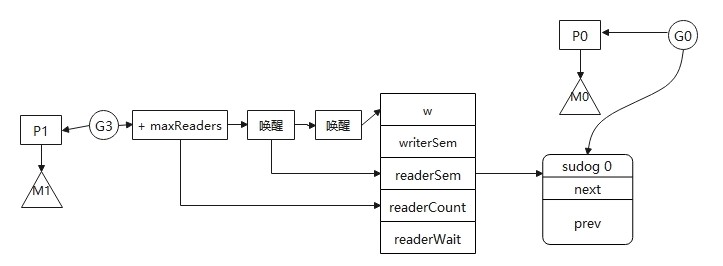 P0
G0
M0
w
G3
+ maxReaders
唤醒
唤醒
P1
writerSem
readerSem
sudog 0
M1
next
readerCount
prev
readerWait